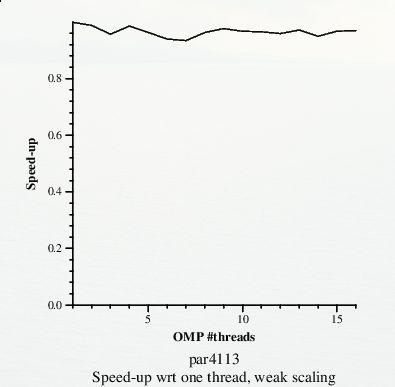 0.8
0.6
0.4
0.2
0.0
Speed-up
5 10 15
OMP #threads
par4113
Speed-up wrt one thread, weak scaling